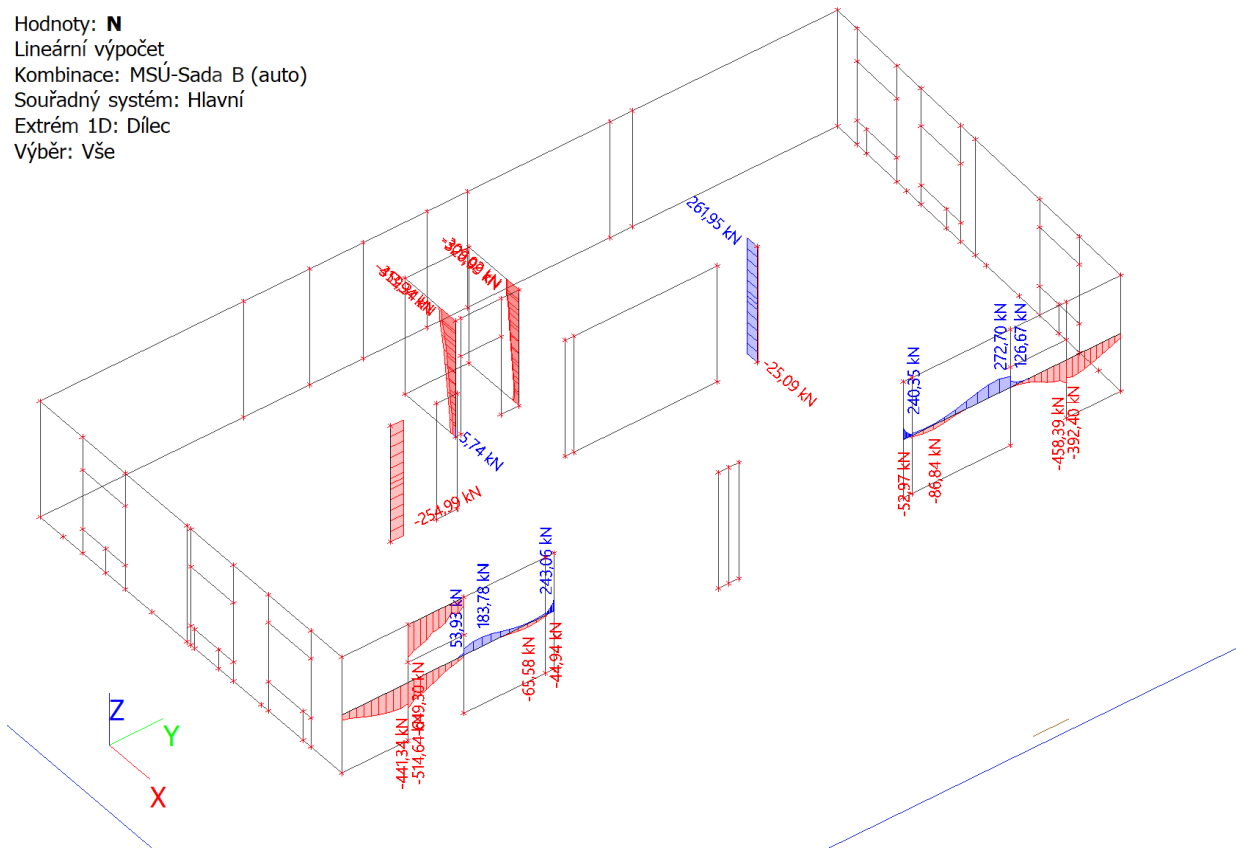 Hodnoty: N
Lineární výpočet
Kombinace: MSÚ-Sada B (auto)
Souřadný systém: Hlavní
Extrém 1D: Dílec
Výběr: Vše
261,95 kN
-25,09 kN
5,74 kN
-254,99 kN
240,35 kN
272,70 kN
126,67 kN
-52,97 kN
-86,84 kN
-458,39 kN
-392,40 kN
53,93 kN
183,78 kN
243,06 kN
-65,58 kN
-44,94 kN
-441,34 kN
-514,64 kN
Z
Y
X